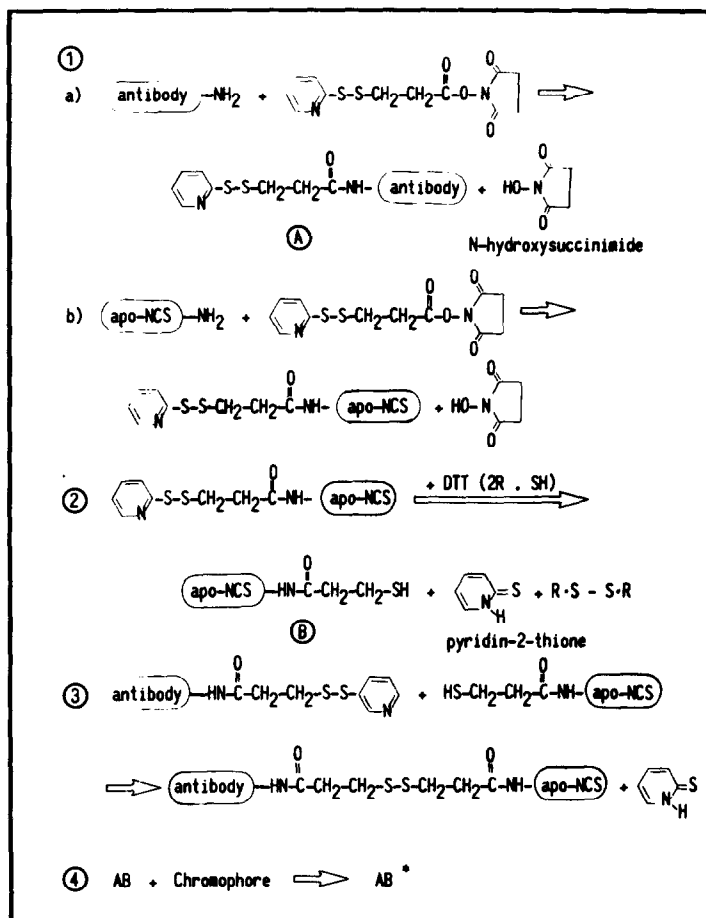 ①
a) antibody –NH2 + N –S–S–CH2–CH2–C(=O)–O–N O O
N –S–S–CH2–CH2–C(=O)–NH– antibody + HO–N O O
Ⓐ N-hydroxysuccinimide
b) apo-NCS –NH2 + N –S–S–CH2–CH2–C(=O)–O–N O O
N –S–S–CH2–CH2–C(=O)–NH– apo-NCS + HO–N O O
② N –S–S–CH2–CH2–C(=O)–NH– apo-NCS + DTT (2R . SH)
apo-NCS –HN–C(=O)–CH2–CH2–SH + N H =S + R·S – S·R
Ⓑ pyridin-2-thione
③ antibody –HN–C(=O)–CH2–CH2–S–S– N + HS–CH2–CH2–C(=O)–NH– apo-NCS
antibody –HN–C(=O)–CH2–CH2–S–S–CH2–CH2–C(=O)–NH– apo-NCS + N H =S
④ AB + Chromophore ⇒ AB*